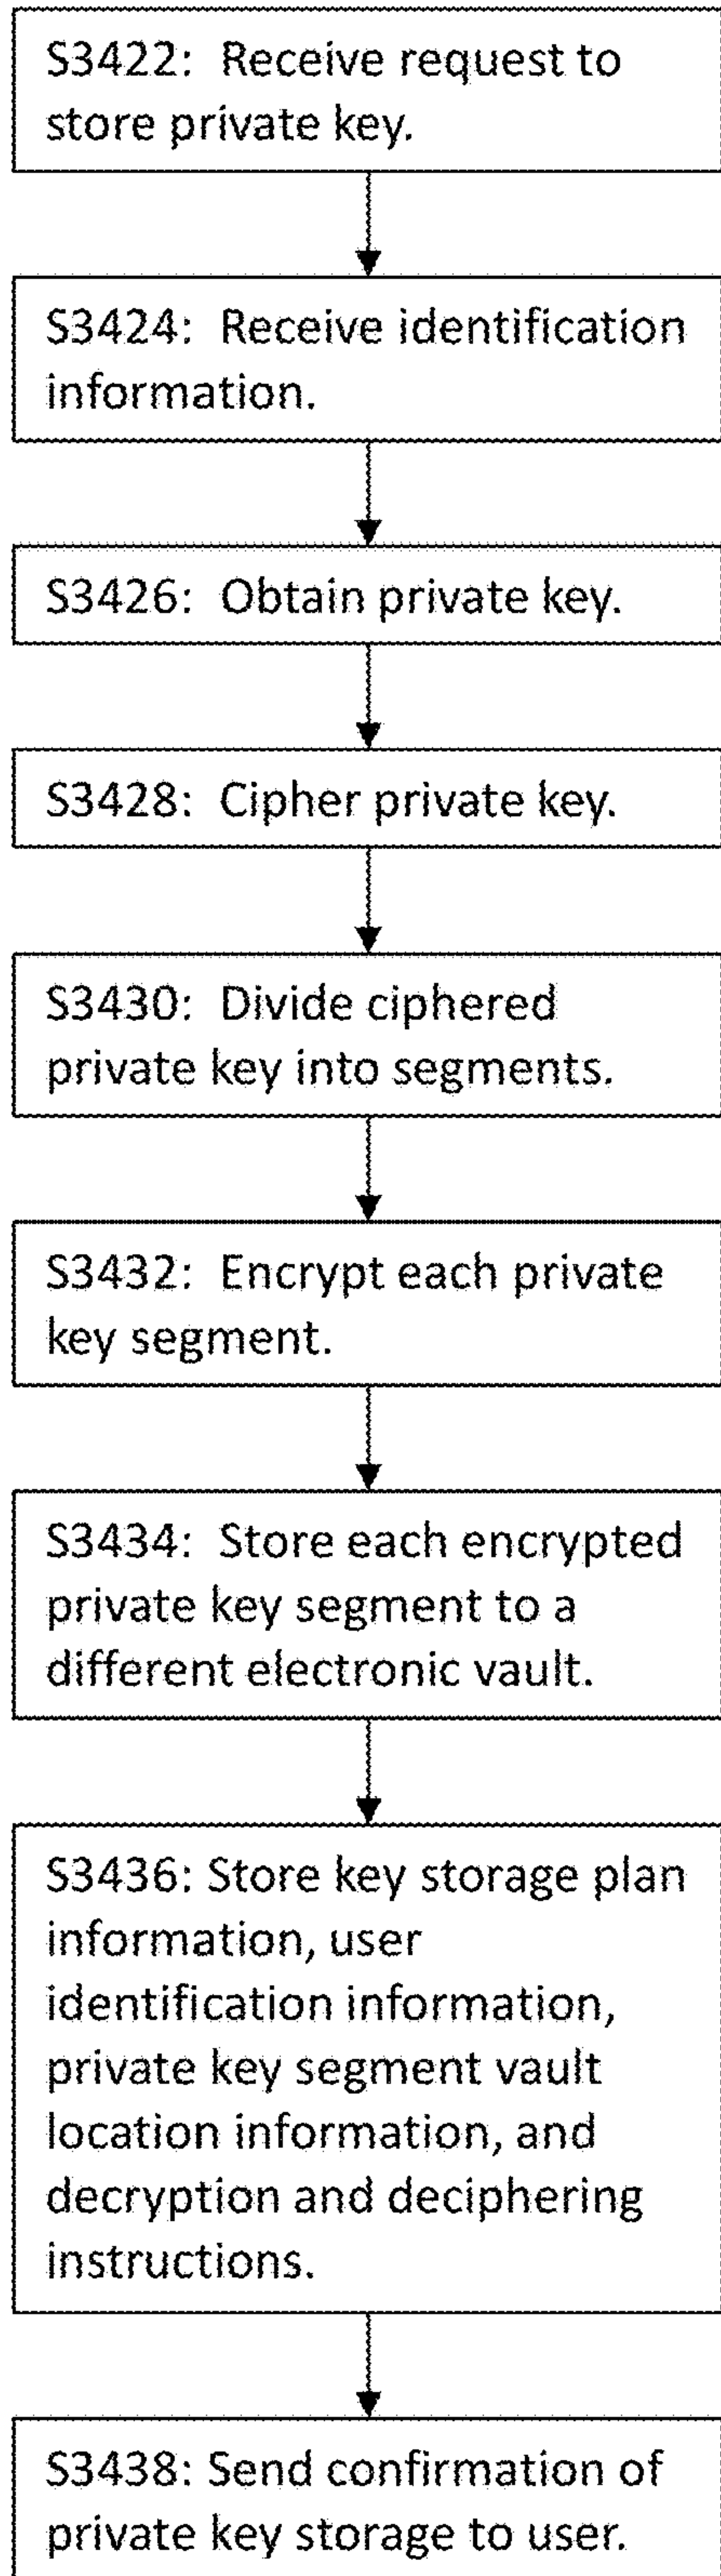 S3422: Receive request to
store private key.
S3424: Receive identification
information.
S3426: Obtain private key.
S3428: Cipher private key.
S3430: Divide ciphered
private key into segments.
S3432: Encrypt each private
key segment.
S3434: Store each encrypted
private key segment to a
different electronic vault.
S3436: Store key storage plan
information, user
identification information,
private key segment vault
location information, and
decryption and deciphering
instructions.
S3438: Send confirmation of
private key storage to user.